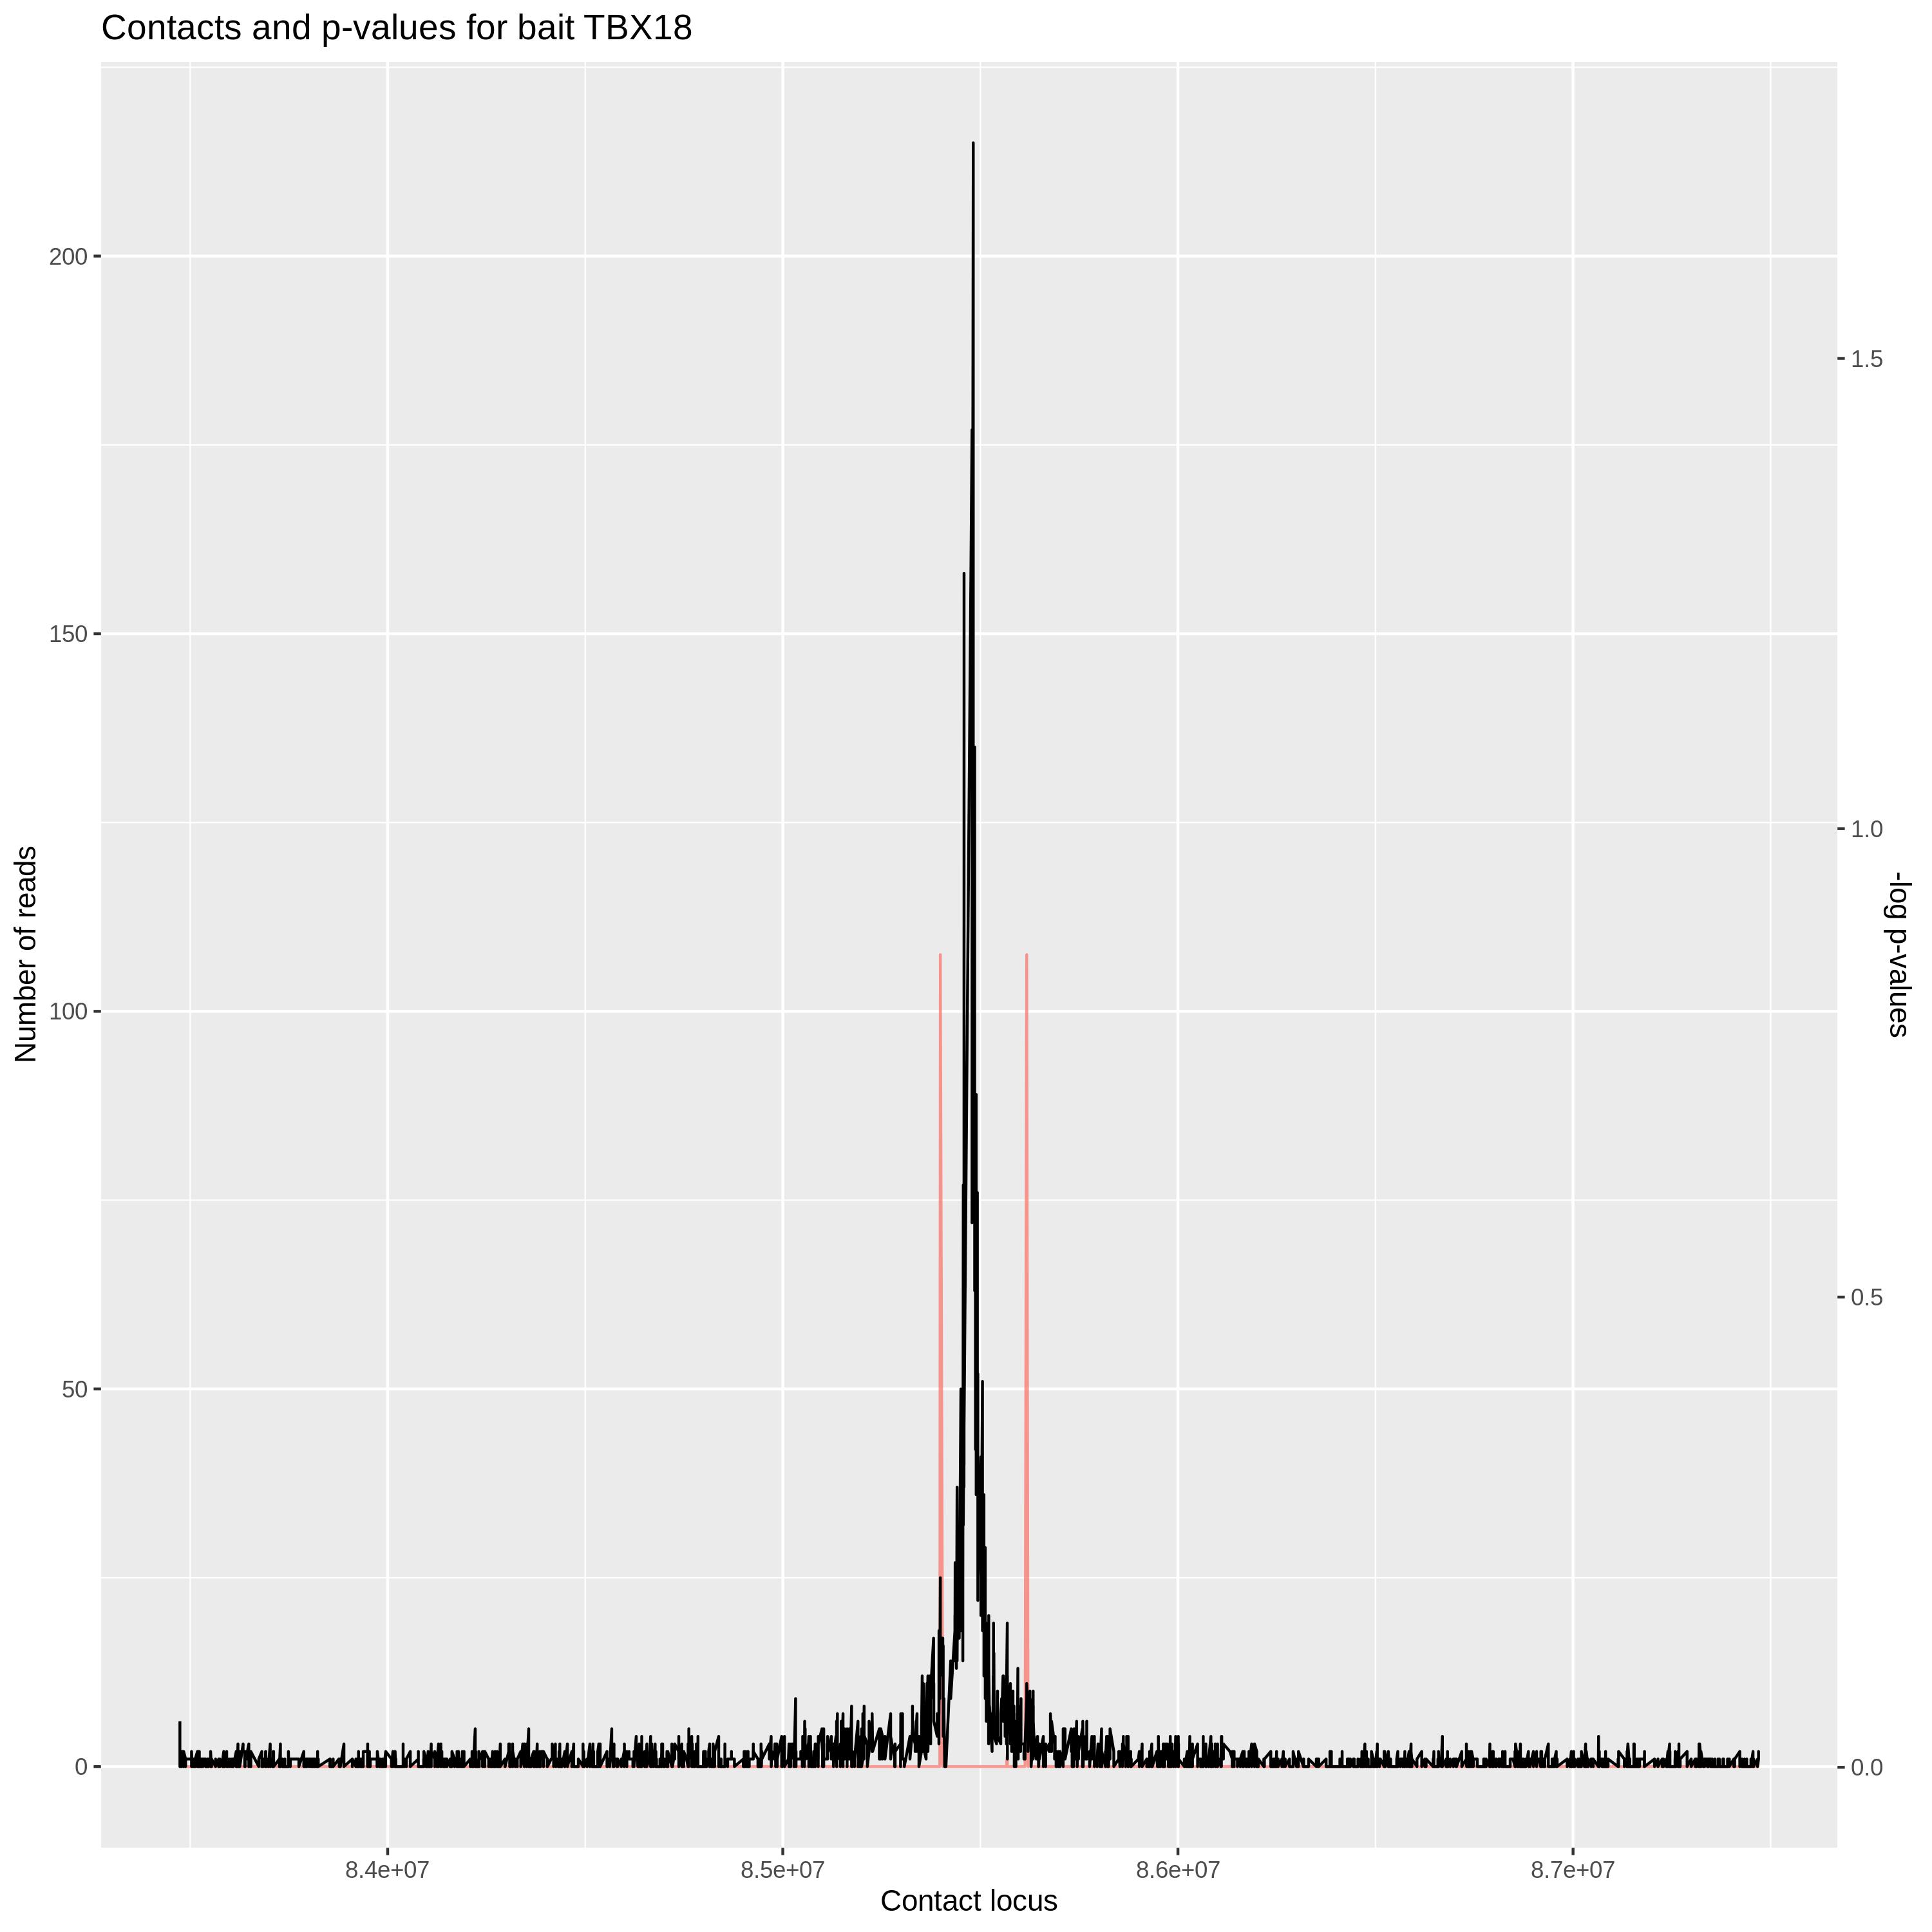 Contacts and p-values for bait TBX18
200
150
100
50
0
Number of reads
1.5
1.0
0.5
0.0
-log p-values
8.4e+07 8.5e+07 8.6e+07 8.7e+07
Contact locus